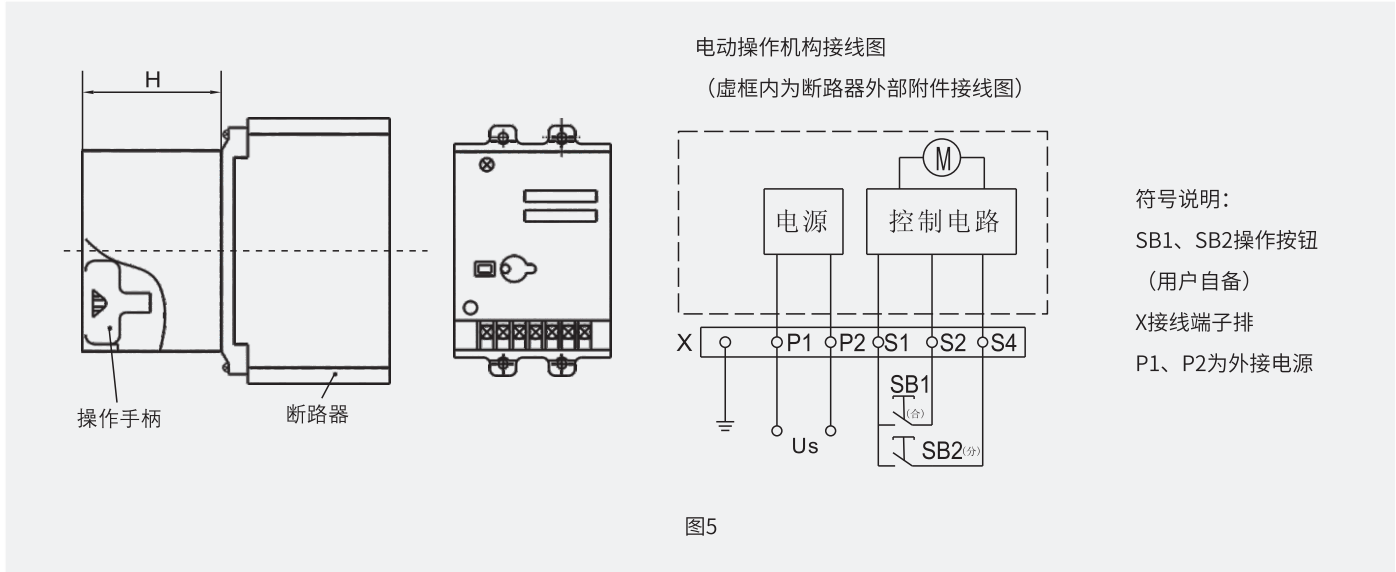 电动操作机构接线图
（虚框内为断路器外部附件接线图）
H
M
电源
控制电路
X
P1
P2
S1
S2
S4
SB1
(合)
Us
SB2(分)
操作手柄
断路器
符号说明：
SB1、SB2操作按钮
（用户自备）
X接线端子排
P1、P2为外接电源
图5